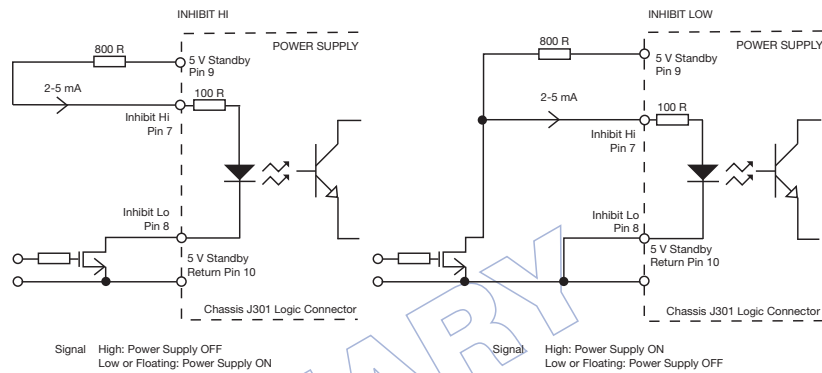 INHIBIT HI
800 R
POWER SUPPLY
5 V Standby
Pin 9
2-5 mA
100 R
Inhibit Hi
Pin 7
Inhibit Lo
Pin 8
5 V Standby
Return Pin 10
Chassis J301 Logic Connector
Signal High: Power Supply OFF
Low or Floating: Power Supply ON
INHIBIT LOW
800 R
POWER SUPPLY
5 V Standby
Pin 9
2-5 mA
100 R
Inhibit Hi
Pin 7
Inhibit Lo
Pin 8
5 V Standby
Return Pin 10
Chassis J301 Logic Connector
Signal High: Power Supply ON
Low or Floating: Power Supply OFF